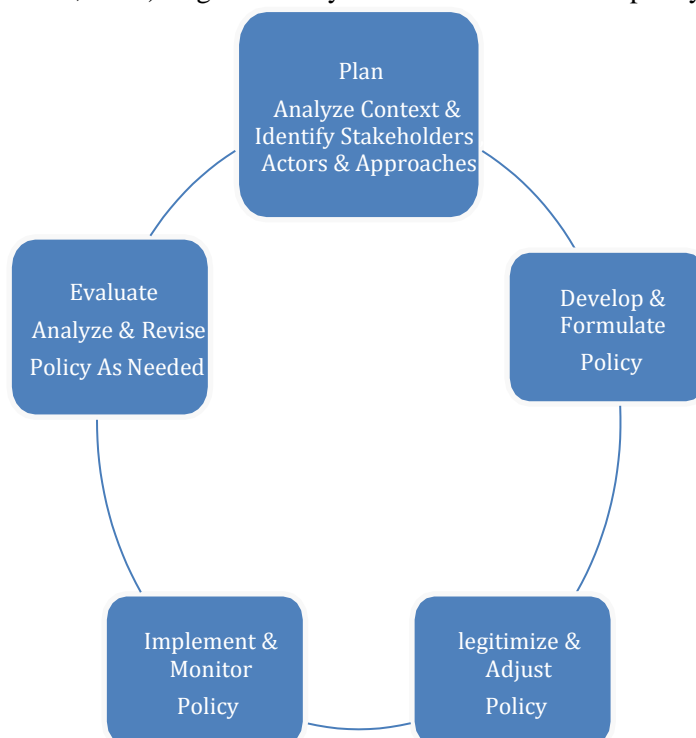 Plan
Analyze Context &
Identify Stakeholders
Actors & Approaches
Develop &
Formulate
Policy
legitimize &
Adjust
Policy
Implement &
Monitor
Policy
Evaluate
Analyze & Revise
Policy As Needed